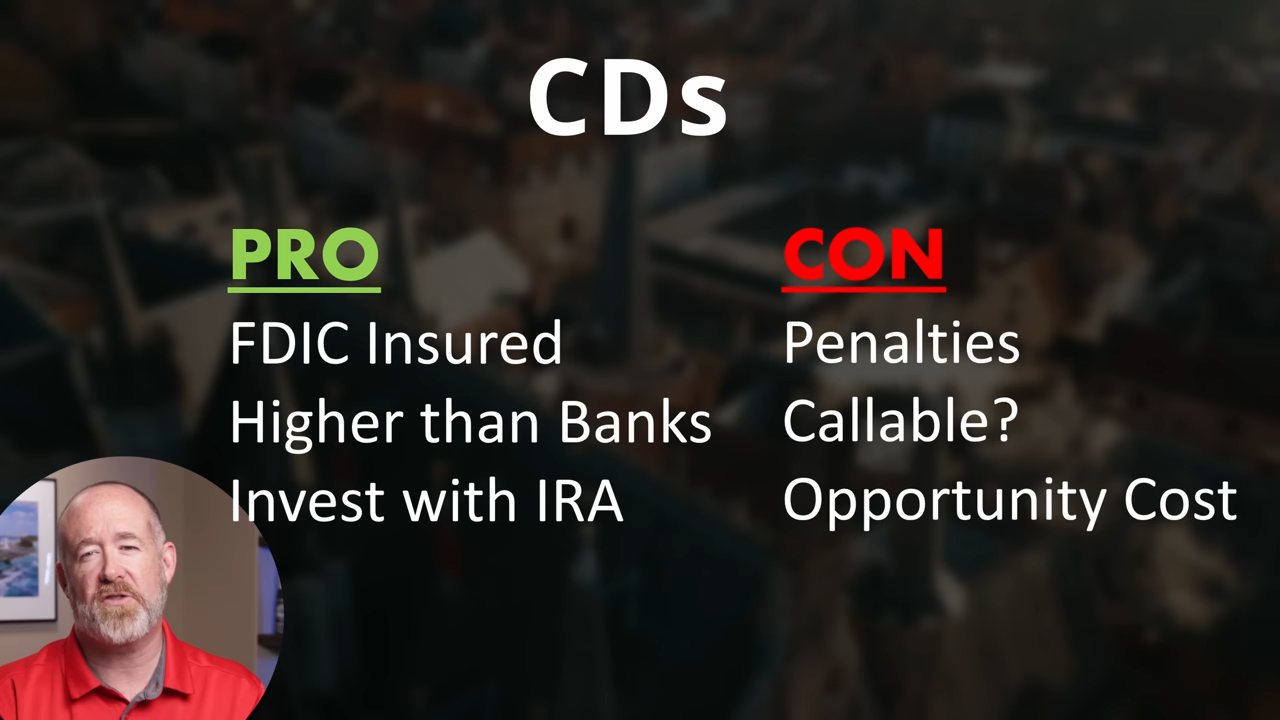 CDs
PRO
FDIC Insured
Higher than Banks
Invest with IRA
CON
Penalties
Callable?
Opportunity Cost